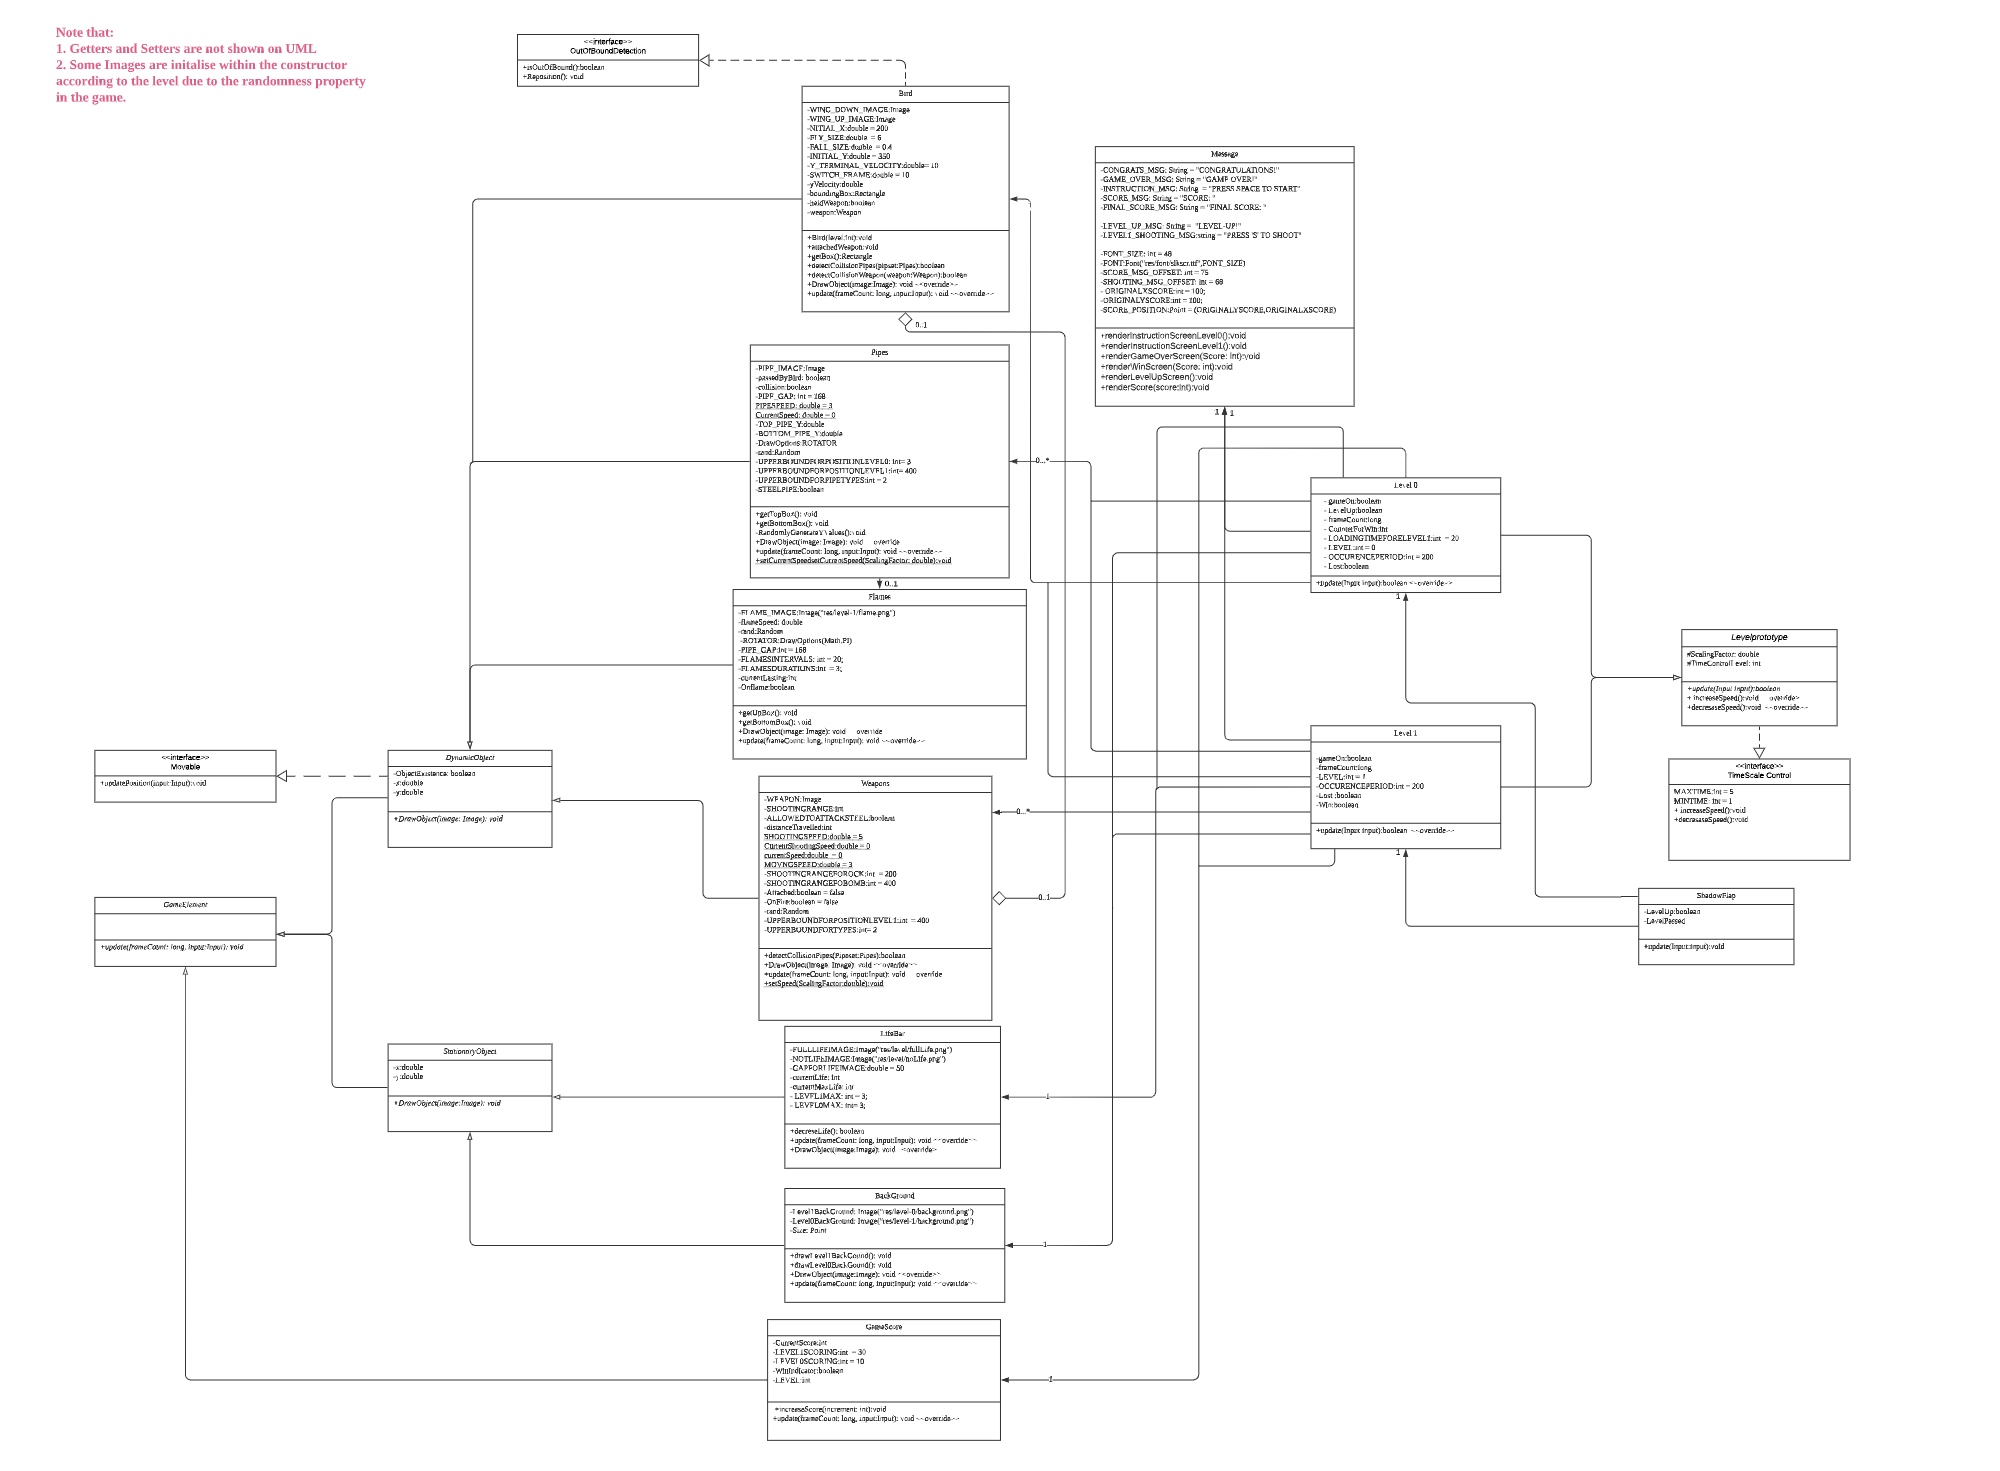 Note that:
1. Getters and Setters are not shown on UML
2. Some Images are initalise within the constructor
according to the level due to the randomness property
in the game.
<<interface>>
OutOfBoundDetection
+isOutOfBound():boolean
+Reposition(): void
Bird
-WING_DOWN_IMAGE:Image
-WING_UP_IMAGE:Image
-NITIAL_X:double = 200
-FLY_SIZE:double = 6
-FALL_SIZE:double = 0.4
-INITIAL_Y:double = 350
-Y_TERMINAL_VELOCITY:double= 10
-SWITCH_FRAME:double = 10
-yVelocity:double
-boundingBox:Rectangle
-heldWeapon:boolean
-weapon:Weapon
+Bird(level:int):void
+attachedWeapon:void
+getBox():Rectangle
+detectCollisionPipes(pipset:Pipes):boolean
+detectCollisionWeapon(weapon:Weapon):boolean
+DrawObject(image:Image): void <<override>>
+update(frameCount: long, input:Input): void <<override>>
0..1
Message
-CONGRATS_MSG: String = "CONGRATULATIONS!"
-GAME_OVER_MSG: String = "GAME OVER!"
-INSTRUCTION_MSG: String = "PRESS SPACE TO START"
-SCORE_MSG: String = "SCORE: "
-FINAL_SCORE_MSG: String = "FINAL SCORE: "
-LEVEL_UP_MSG: String = "LEVEL-UP!"
-LEVEL1_SHOOTING_MSG:string = "PRESS 'S' TO SHOOT"
-FONT_SIZE: int = 48
-FONT:Font("res/font/slkscr.ttf",FONT_SIZE)
-SCORE_MSG_OFFSET: int = 75
-SHOOTING_MSG_OFFSET: int = 68
- ORIGINALXSCORE:int = 100;
-ORIGINALYSCORE:int = 100;
-SCORE_POSITION:Point = (ORIGINALYSCORE,ORIGINALXSCORE)
+renderInstructionScreenLevel0():void
+renderInstructionScreenLevel1():void
+renderGameOverScreen(Score: int):void
+renderWinScreen(Score: int):void
+renderLevelUpScreen():void
+renderScore(score:int):void
1 1
Pipes
-PIPE_IMAGE:Image
-passedByBird: boolean
-collision:boolean
-PIPE_GAP: int = 168
PIPESPEED: double = 3
CurrentSpeed: double = 0
-TOP_PIPE_Y:double
-BOTTOM_PIPE_Y:double
-DrawOptions:ROTATOR
-rand:Random
-UPPERBOUNDFORPOSITIONLEVEL0: int= 3
-UPPERBOUNDFORPOSITIONLEVEL1:int= 400
-UPPERBOUNDFORPIPETYPES:int = 2
-STEELPIPE:boolean
+getTopBox(): void
+getBottomBox(): void
-RandomlyGenerateYValues():void
+DrawObject(image: Image): void override
+update(frameCount: long, input:Input): void <<override>>
+setCurrentSpeedsetCurrentSpeed(ScalingFactor: double):void
0...*
0..1
Level 0
- gameOn:boolean
- LevelUp:boolean
- frameCount:long
- CounterForWin:int
- LOADINGTIMEFORELEVEL1:int = 20
- LEVEL:int = 0
- OCCURENCEPERIOD:int = 200
- Lost:boolean
+update(Input input):boolean <<override>>
1
Flames
-FLAME_IMAGE:Image("res/level-1/flame.png")
-flameSpeed: double
-rand:Random
-ROTATOR:DrawOptions(Math.PI)
-PIPE_GAP:int = 168
-FLAMESINTERVALS: int = 20;
-FLAMESDURATIONS:int = 3;
-currentLasting:int
-Onflame:boolean
+getUpBox(): void
+getBottomBox(): void
+DrawObject(image: Image): void override
+update(frameCount: long, input:Input): void <<override>>
Levelprototype
#ScalingFactor: double
#TimeControlLevel: int
+update(Input input):boolean
+ increaseSpeed():void override>
+decreaseSpeed():void <<override>>
<<interface>>
Movable
+updatePosition(input:Input):void
DynamicObject
-ObjectExistence: boolean
-x:double
-y:double
+DrawObject(image: Image): void
Level 1
-gameOn:boolean
-frameCount:long
-LEVEL:int = 1
-OCCURENCEPERIOD:int = 200
-Lost :boolean
-Win:boolean
+update(Input input):boolean <<override>>
1
<<interface>>
TimeScale Control
MAXTIME:int = 5
MINTIME: int = 1
+ increaseSpeed():void
+decreaseSpeed():void
Weapons
-WEAPON:Image
-SHOOTINGRANGE:int
-ALLOWEDTOATTACKSTEEL:boolean
-distanceTravelled:int
SHOOTINGSPEED:double = 5
CurrentShootingSpeed:double = 0
currentSpeed:double = 0
MOVNGSPEED:double = 3
-SHOOTINGRANGEFOROCK:int = 200
-SHOOTINGRANGEFOBOMB:int = 400
-Attached:boolean = false
-OnFire:boolean = false
-rand:Random
-UPPERBOUNDFORPOSITIONLEVEL1:int = 400
-UPPERBOUNDFORTYPES:int= 2
+detectCollisionPipes(Pipeset:Pipes):boolean
+DrawObject(image: Image): void <<override>>
+update(frameCount: long, input:Input): void override
+setSpeed(ScalingFactor:double):void
0...*
0..1
GameElement
+update(frameCount: long, input:Input): void
ShadowFlap
-LevelUp:boolean
-LevelPassed
+update(Input:input):void
StationaryObject
-x:double
-y:double
+DrawObject(image:Image): void
LifeBar
-FULLLIFEIMAGE:Image("res/level/fullLife.png")
-NOTLIFEIMAGE:Image("res/level/noLife.png")
-GAPFORLIFEIMAGE:double = 50
-currentLife: int
-currentMaxLife: int
- LEVEL1MAX: int = 3;
- LEVEL0MAX: int= 3;
+decreseLife(): boolean
+update(frameCount: long, input:Input): void <<override>>
+DrawObject(image:Image): void <override>
1
BackGround
-Level1BackGround: Image("res/level-0/background.png")
-Level0BackGround: Image("res/level-1/background.png")
-Size: Point
+drawLevel1BackGound(): void
+drawLevel0BackGound(): void
+DrawObject(image:Image): void <<override>>
+update(frameCount: long, input:Input): void <<override>>
1
GameScore
-CurrentScore:int
-LEVEL1SCORING:int = 30
-LEVEL0SCORING:int = 10
-WinIndicator:boolean
-LEVEL:int
+increaseScore(increment: int):void
+update(frameCount: long, input:Input): void <<override>>
1